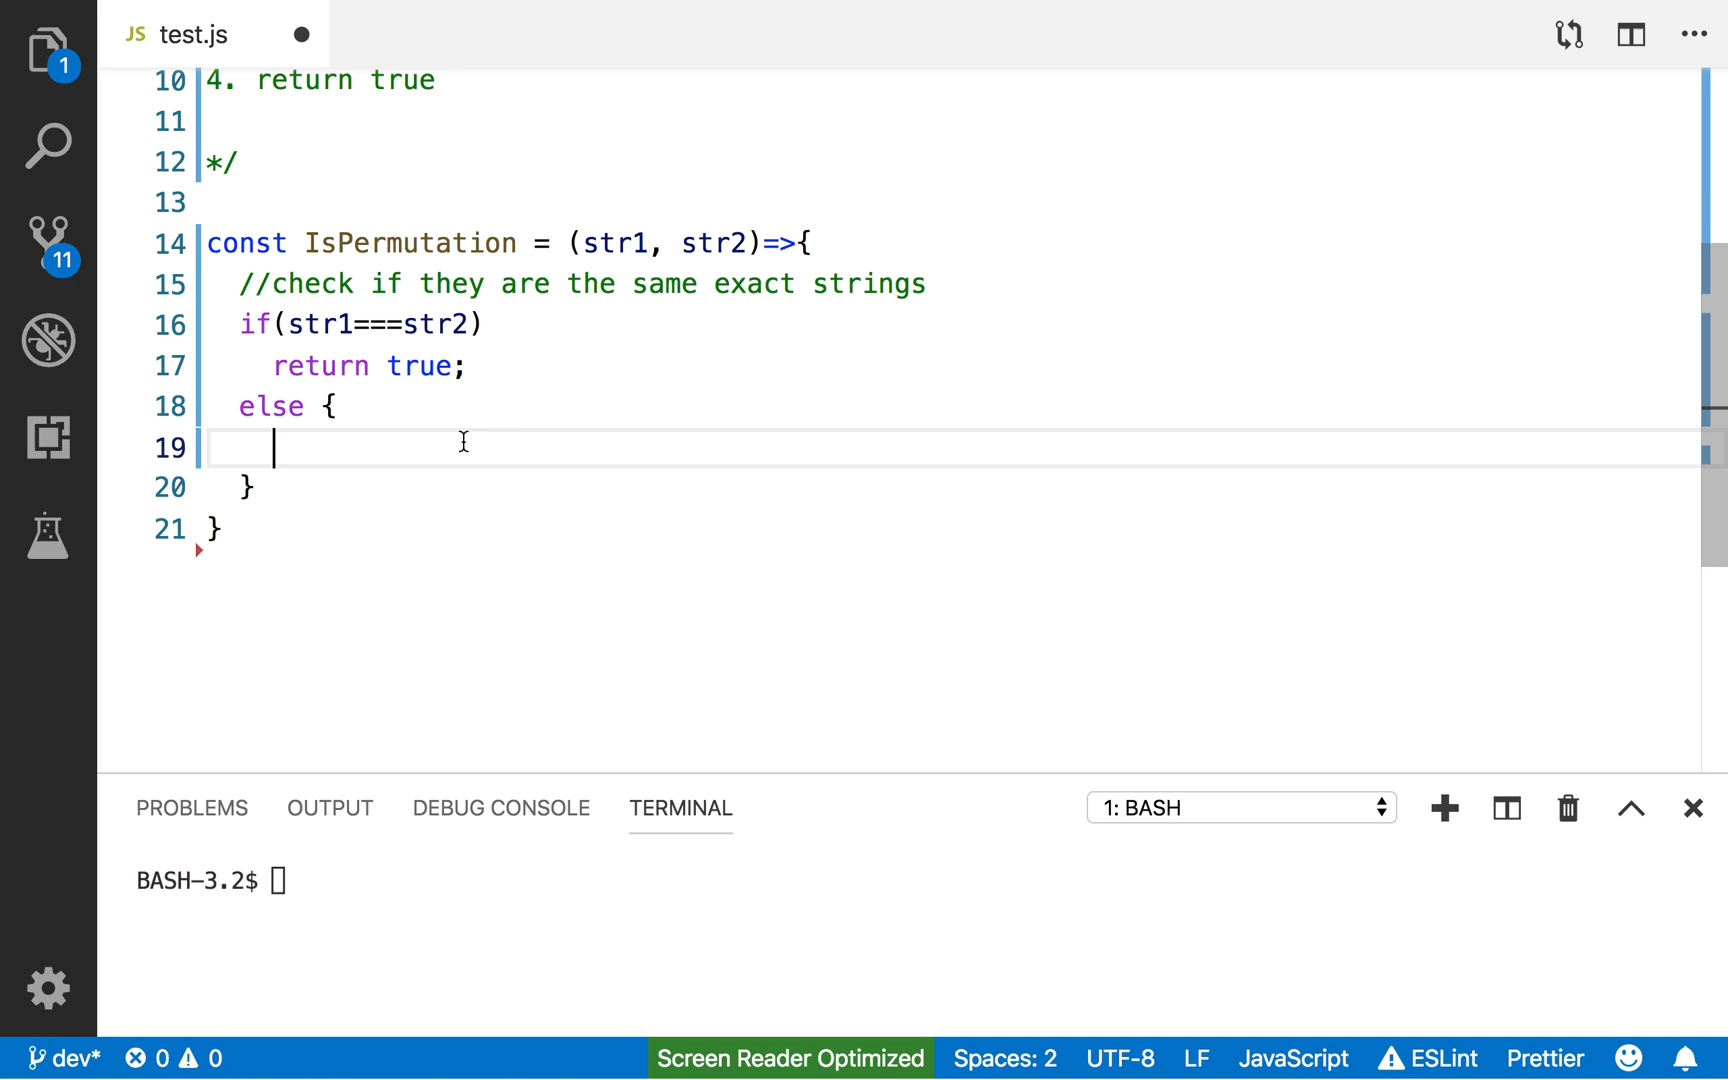 JS test.js
1
10 4. return true
11
12 */
13
14 const IsPermutation = (str1, str2)=>{
15 //check if they are the same exact strings
16 if(str1===str2)
17 return true;
18 else {
19
20 }
21 }
11
PROBLEMS OUTPUT DEBUG CONSOLE TERMINAL 1: BASH
BASH-3.2$
dev* 0 0 Screen Reader Optimized Spaces: 2 UTF-8 LF JavaScript ESLint Prettier